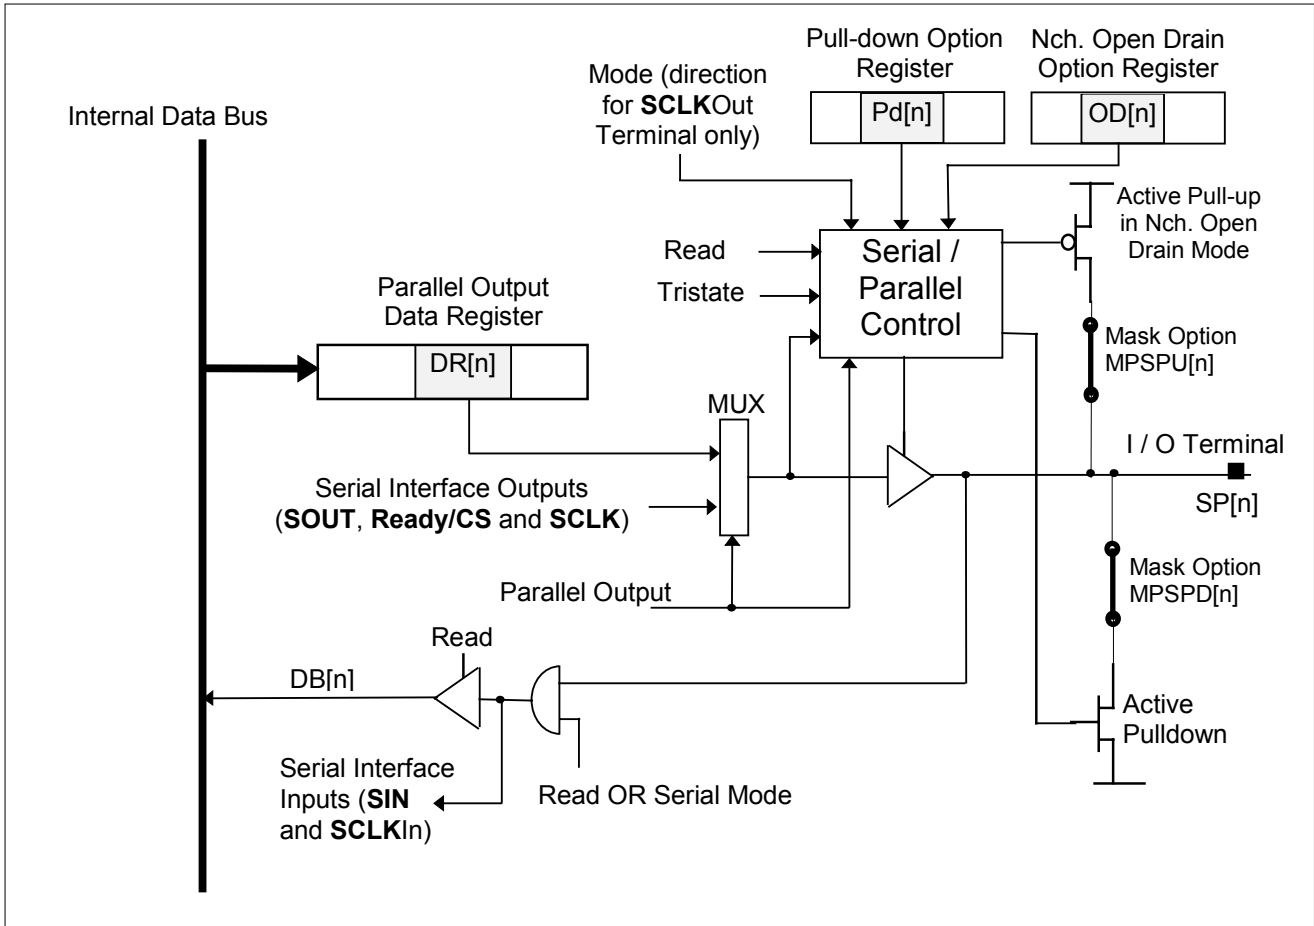 Pull-down Option
Register
Nch. Open Drain
Option Register
Mode (direction
for SCLKOut
Terminal only)
Pd[n]
OD[n]
Internal Data Bus
Active Pull-up
in Nch. Open
Drain Mode
Read
Tristate
Serial /
Parallel
Control
Parallel Output
Data Register
DR[n]
Mask Option
MPSPU[n]
MUX
I / O Terminal
SP[n]
Serial Interface Outputs
(SOUT, Ready/CS and SCLK)
Mask Option
MPSPD[n]
Parallel Output
Read
DB[n]
Active
Pulldown
Serial Interface
Inputs (SIN
and SCLKIn)
Read OR Serial Mode